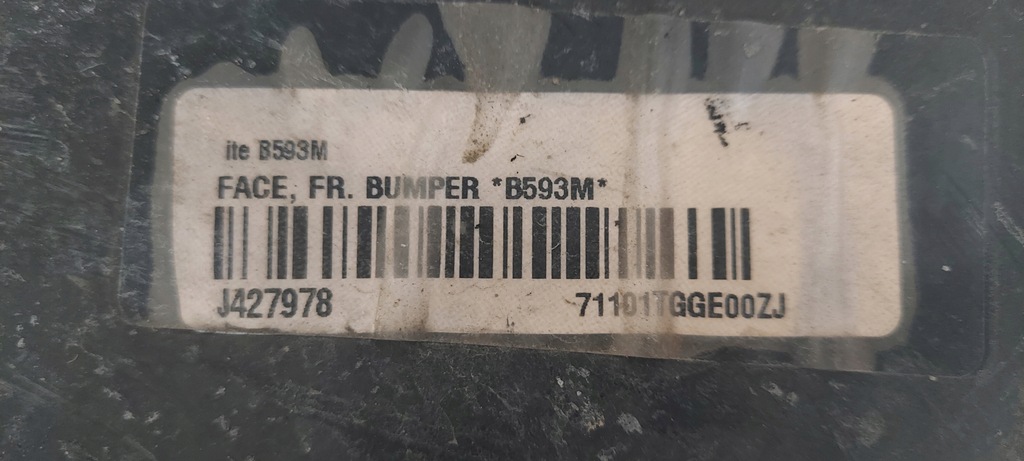 ite B593M
FACE, FR. BUMPER *B593M*
J427978 71101TGGE00ZJ